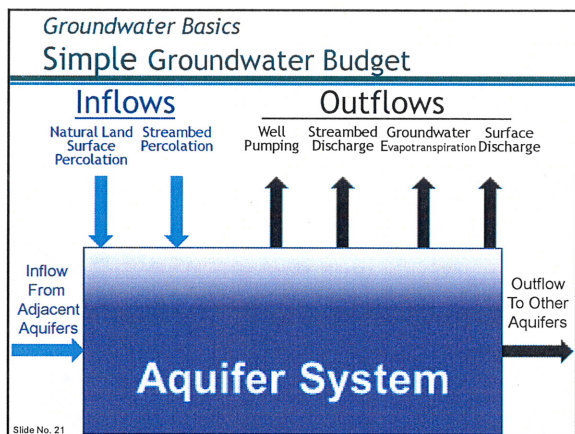 Groundwater Basics
Simple Groundwater Budget
Inflows
Outflows
Natural Land
Surface
Percolation
Streambed
Percolation
Well
Pumping
Streambed
Discharge
Groundwater
Evapotranspiration
Surface
Discharge
Inflow
From
Adjacent
Aquifers
Outflow
To Other
Aquifers
Aquifer System
Slide No. 21